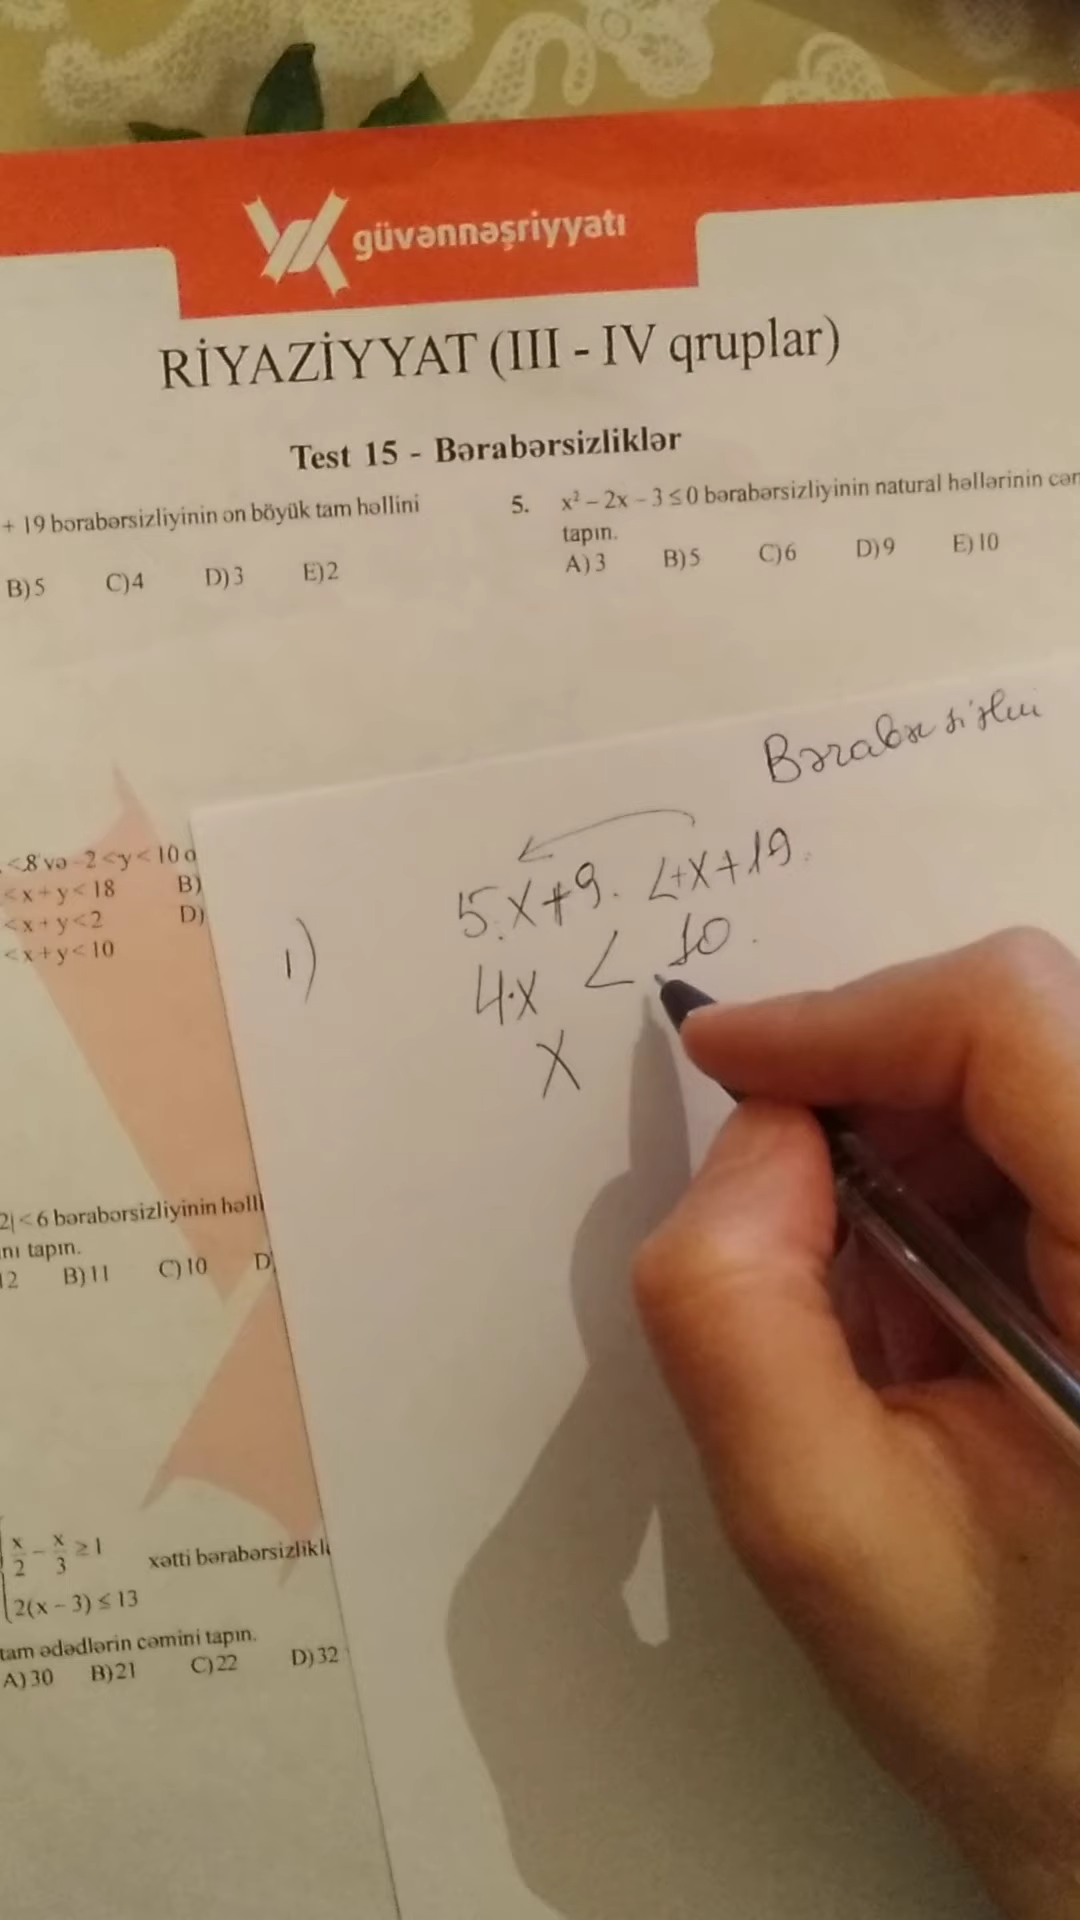 güvənnəşriyyatı
RİYAZİYYAT (III - IV qruplar)
Test 15 - Bərabərsizliklər
+ 19 bərabərsizliyinin ən böyük tam həllini
B)5 C)4 D)3 E)2
5. x² – 2x – 3 ≤ 0 bərabərsizliyinin natural həllərinin cəm
tapın.
A)3 B)5 C)6 D)9 E)10
<8 və –2<y<10 o
<x+y<18 B)
<x+y<2 D)
<x+y<10
2|<6 bərabərsizliyinin həlli
nı tapın.
12 B)11 C)10 D
x/2 – x/3 ≥ 1 xətti bərabərsizlikl
2(x – 3) ≤ 13
tam ədədlərin cəmini tapın.
A)30 B)21 C)22 D)32
1) 5.x+9. <+x+19.
4.x < 10.
x